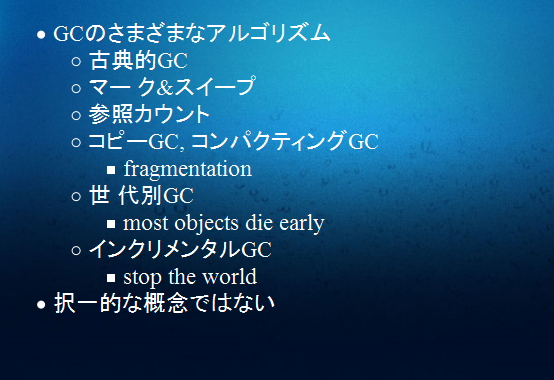 GCのさまざまなアルゴリズム
古典的GC
マーク&スイープ
参照カウント
コピーGC, コンパクティングGC
fragmentation
世代別GC
most objects die early
インクリメンタルGC
stop the world
択一的な概念ではない